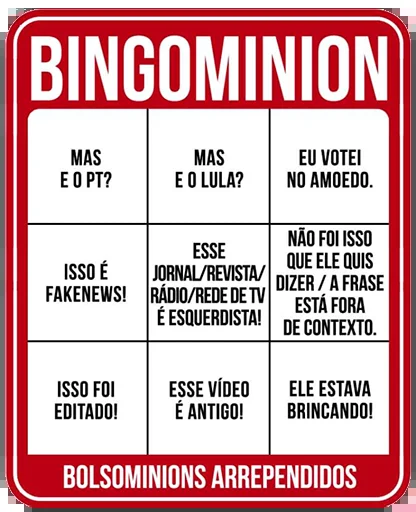 BINGOMINION
MAS
E O PT?
MAS
E O LULA?
EU VOTEI
NO AMOEDO.
ISSO É
FAKENEWS!
ESSE
JORNAL/REVISTA/
RÁDIO/REDE DE TV
É ESQUERDISTA!
NÃO FOI ISSO
QUE ELE QUIS
DIZER / A FRASE
ESTÁ FORA
DE CONTEXTO.
ISSO FOI
EDITADO!
ESSE VÍDEO
É ANTIGO!
ELE ESTAVA
BRINCANDO!
BOLSOMINIONS ARREPENDIDOS